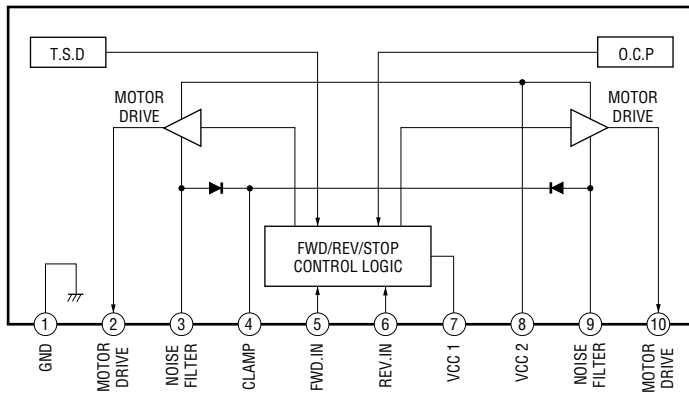 T.S.D
O.C.P
MOTOR
DRIVE
MOTOR
DRIVE
FWD/REV/STOP
CONTROL LOGIC
1
2
3
4
5
6
7
8
9
10
GND
MOTOR
DRIVE
NOISE
FILTER
CLAMP
FWD.IN
REV.IN
VCC 1
VCC 2
NOISE
FILTER
MOTOR
DRIVE